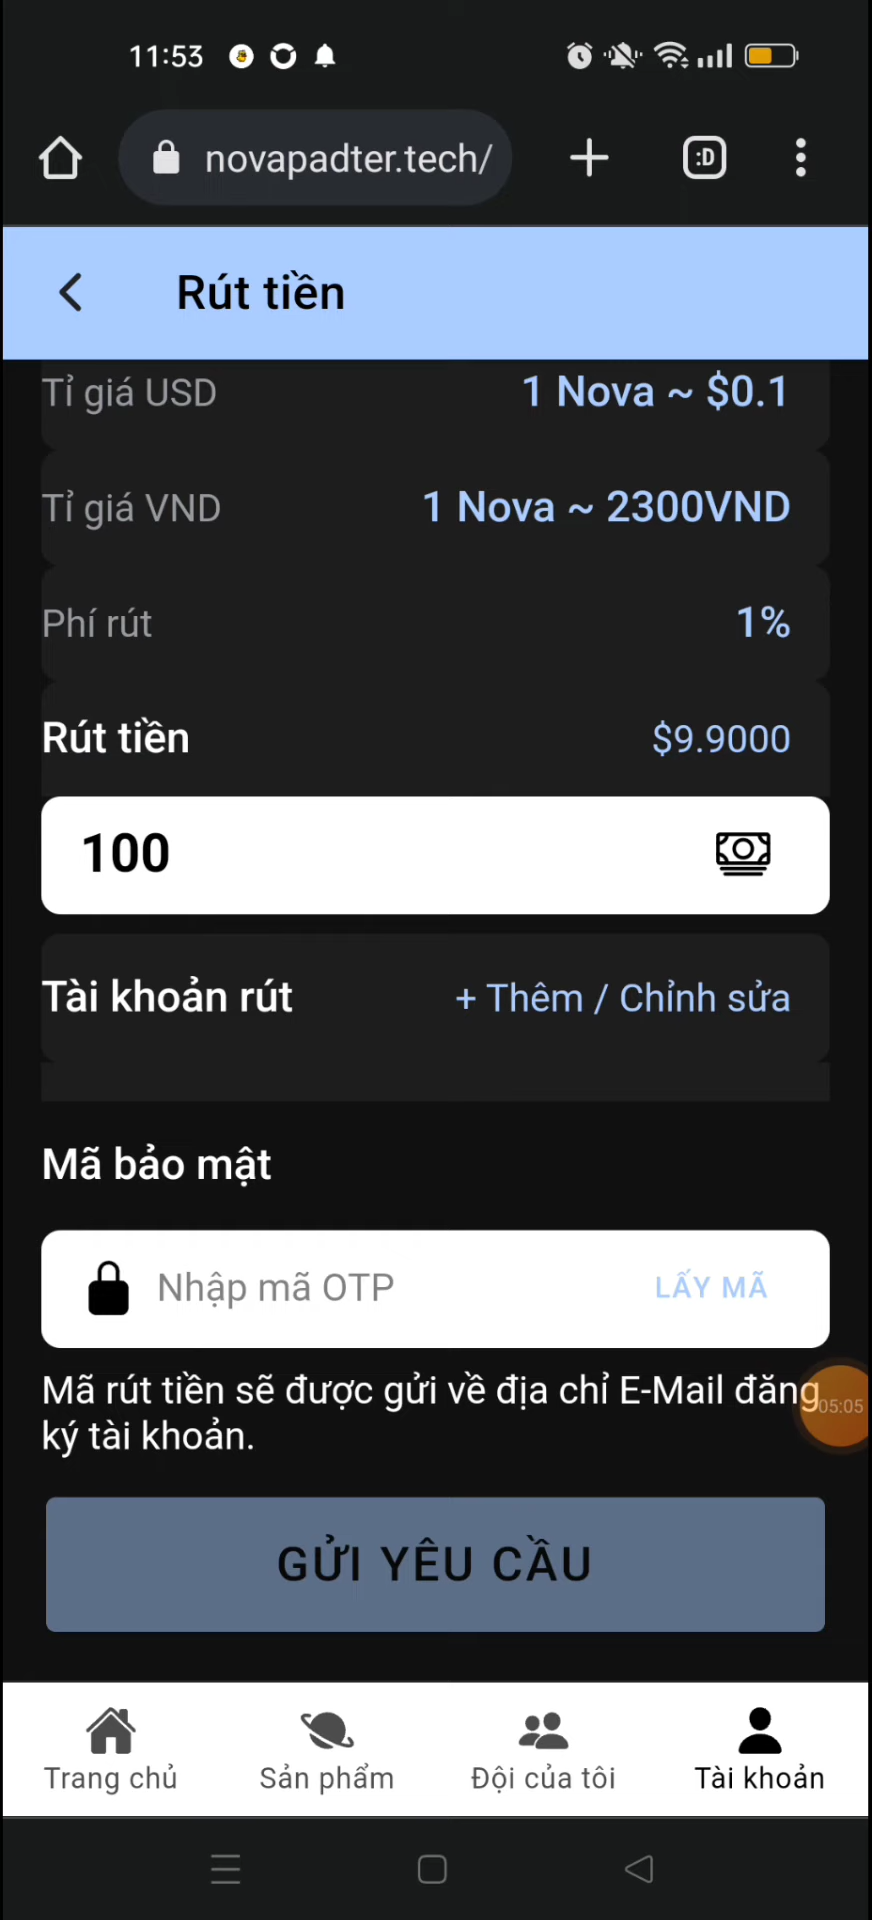 11:53
novapadter.tech/
:D
Rút tiền
Tỉ giá USD
1 Nova ~ $0.1
Tỉ giá VND
1 Nova ~ 2300VND
Phí rút
1%
Rút tiền
$9.9000
100
Tài khoản rút
+ Thêm / Chỉnh sửa
Mã bảo mật
Nhập mã OTP
LẤY MÃ
Mã rút tiền sẽ được gửi về địa chỉ E-Mail đăng
ký tài khoản.
05:05
GỬI YÊU CẦU
Trang chủ
Sản phẩm
Đội của tôi
Tài khoản